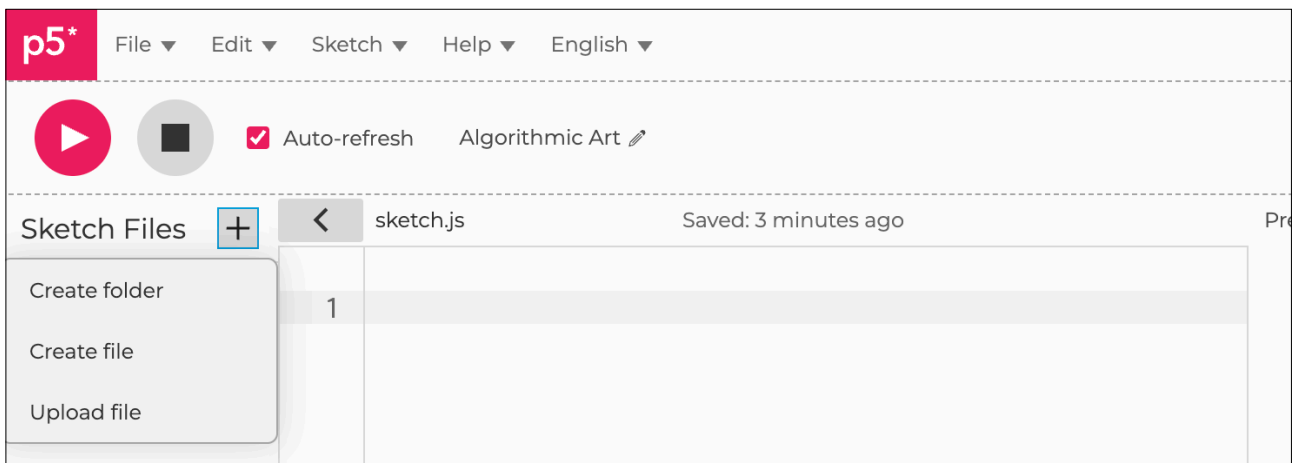 p5* File Edit Sketch Help English
Auto-refresh Algorithmic Art
Sketch Files + sketch.js Saved: 3 minutes ago Pre
Create folder
1
Create file
Upload file